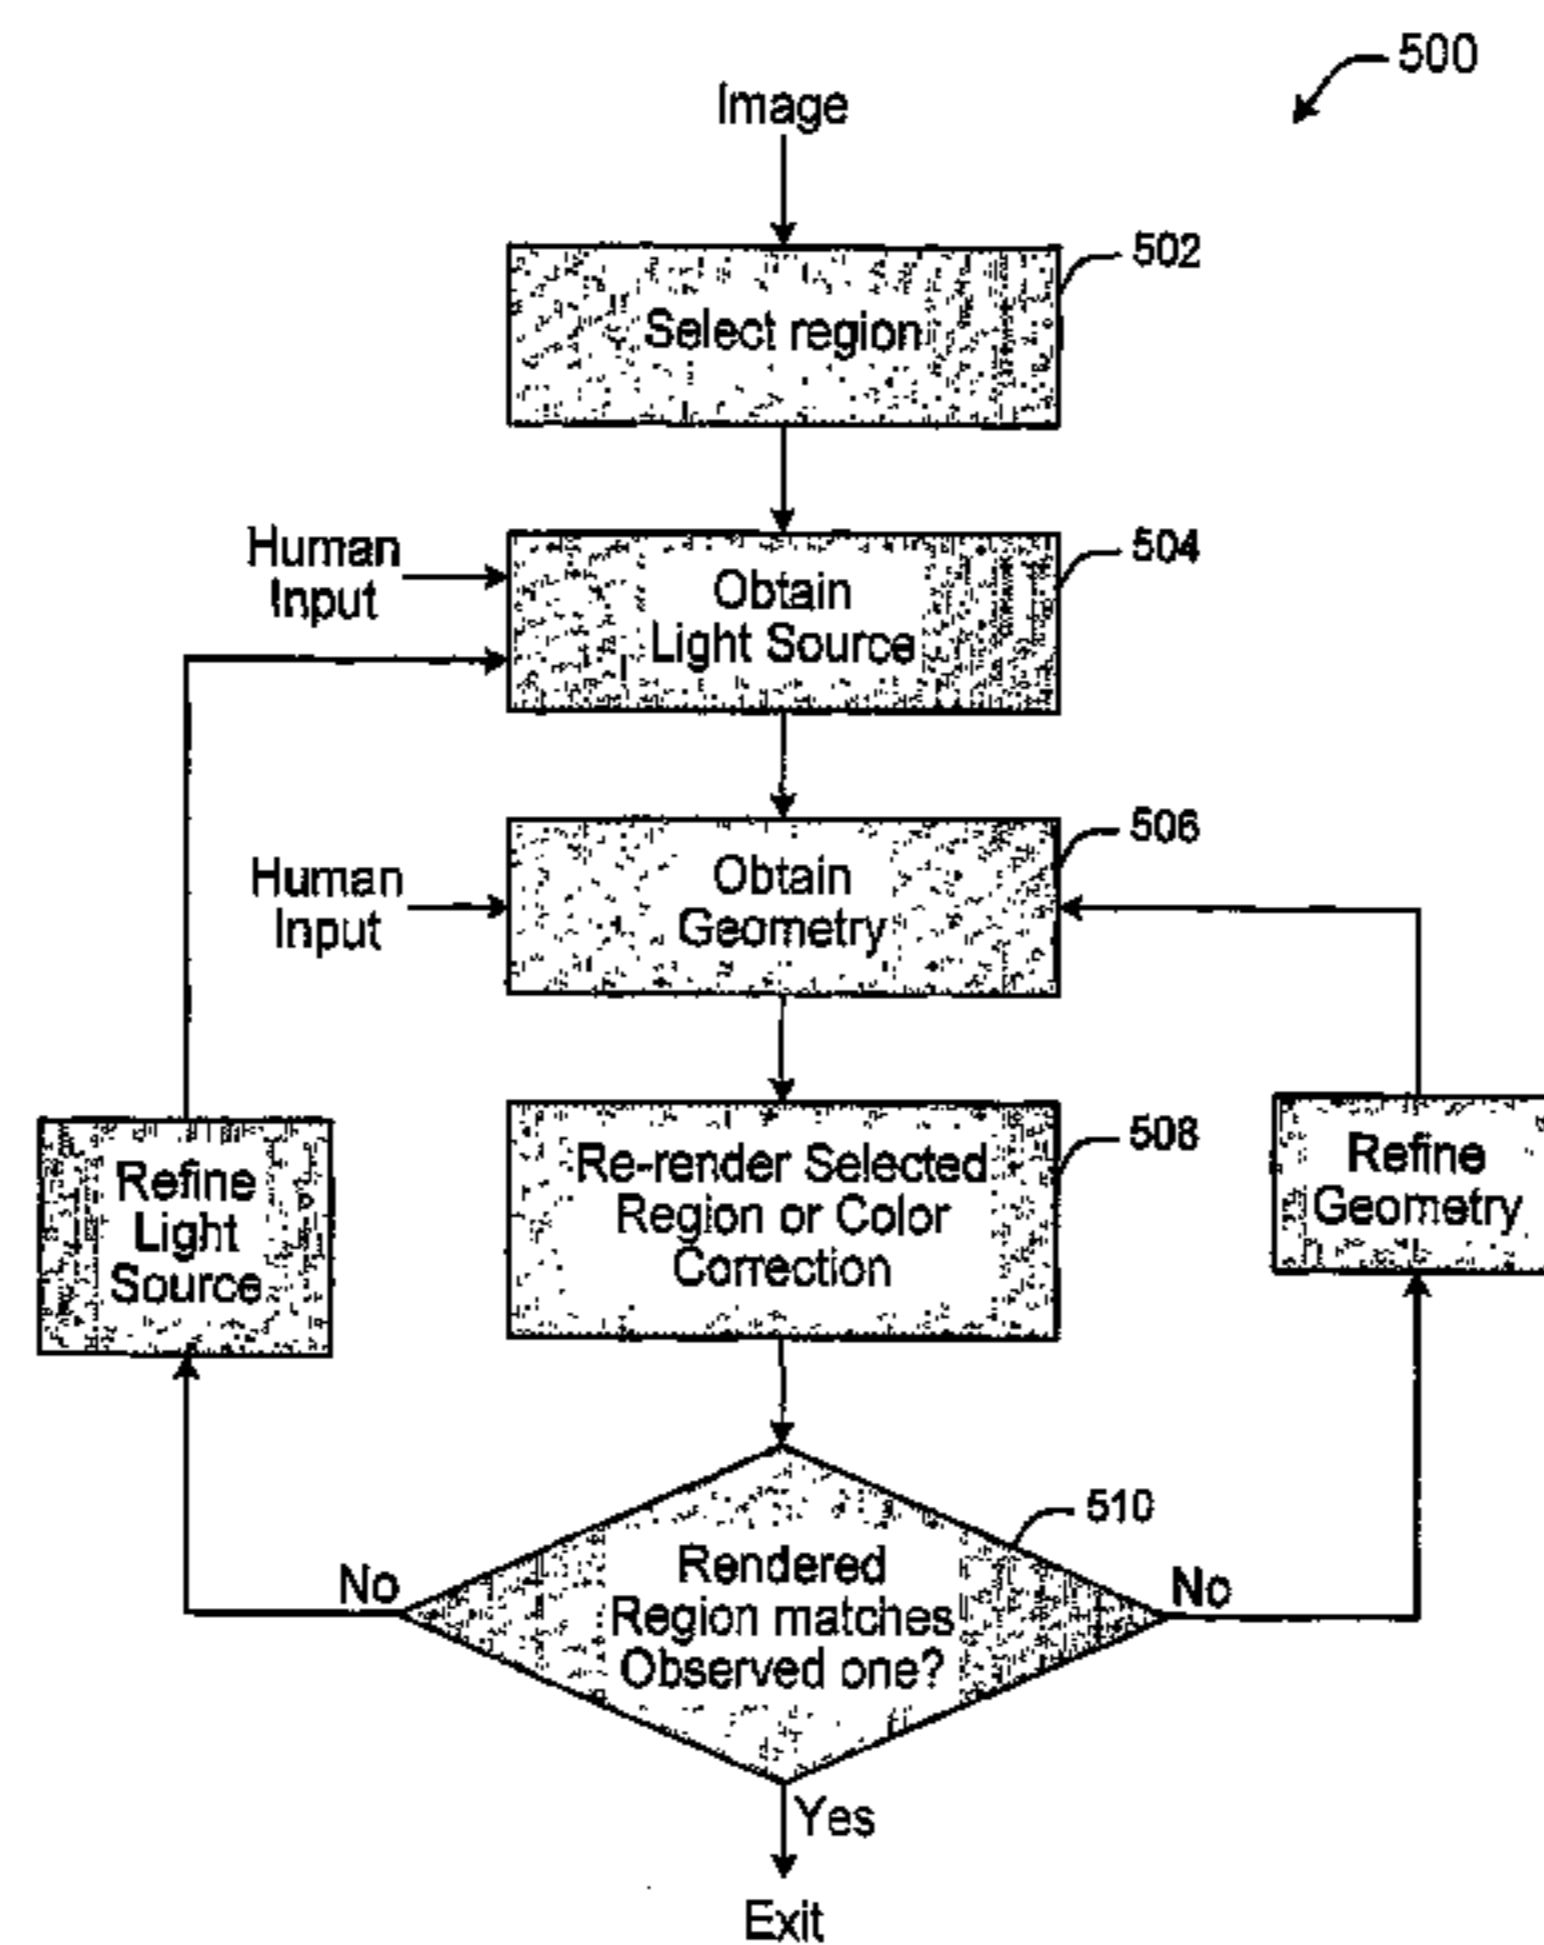 500
Image
502
Select region
504
Human
Input
Obtain
Light Source
506
Human
Input
Obtain
Geometry
508
Re-render Selected
Region or Color
Correction
Refine
Light
Source
Refine
Geometry
510
Rendered
Region matches
Observed one?
No
No
Yes
Exit